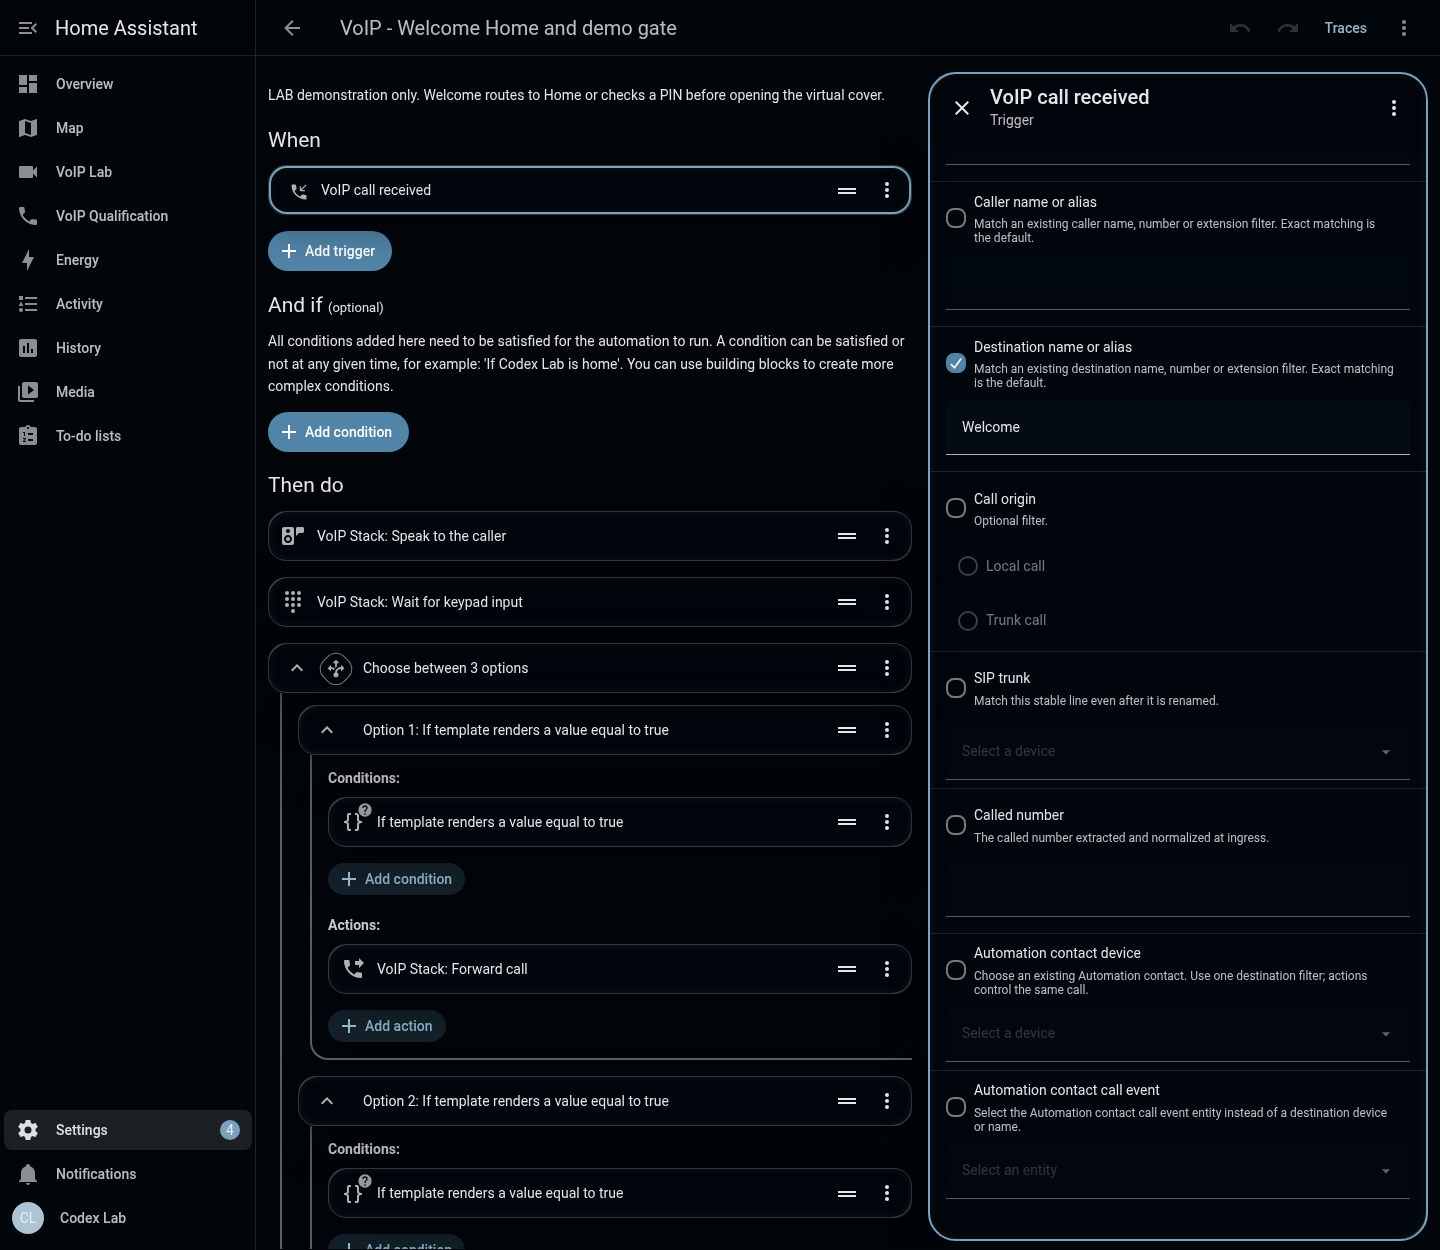 Home Assistant
Overview
Map
VoIP Lab
VoIP Qualification
Energy
Activity
History
Media
To-do lists
Settings
4
Notifications
CL
Codex Lab
VoIP - Welcome Home and demo gate
Traces
LAB demonstration only. Welcome routes to Home or checks a PIN before opening the virtual cover.
When
VoIP call received
Add trigger
And if (optional)
All conditions added here need to be satisfied for the automation to run. A condition can be satisfied or
not at any given time, for example: 'If Codex Lab is home'. You can use building blocks to create more
complex conditions.
Add condition
Then do
VoIP Stack: Speak to the caller
VoIP Stack: Wait for keypad input
Choose between 3 options
Option 1: If template renders a value equal to true
Conditions:
?
If template renders a value equal to true
Add condition
Actions:
VoIP Stack: Forward call
Add action
Option 2: If template renders a value equal to true
Conditions:
?
If template renders a value equal to true
Add condition
VoIP call received
Trigger
Caller name or alias
Match an existing caller name, number or extension filter. Exact matching is
the default.
Destination name or alias
Match an existing destination name, number or extension filter. Exact matching
is the default.
Welcome
Call origin
Optional filter.
Local call
Trunk call
SIP trunk
Match this stable line even after it is renamed.
Select a device
Called number
The called number extracted and normalized at ingress.
Automation contact device
Choose an existing Automation contact. Use one destination filter; actions
control the same call.
Select a device
Automation contact call event
Select the Automation contact call event entity instead of a destination device
or name.
Select an entity